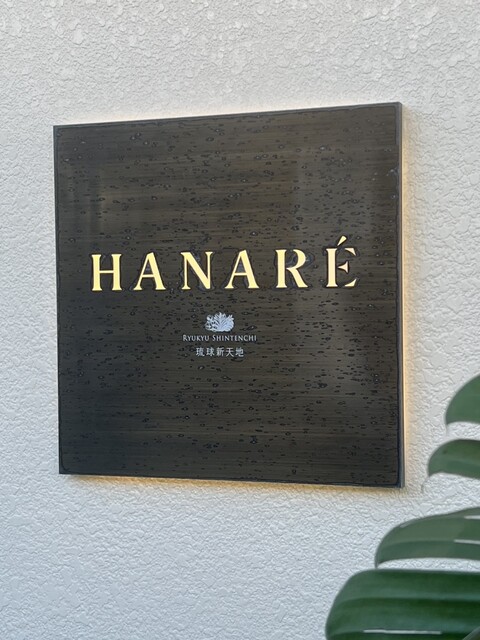 HANARÉ
RYUKYU SHINTENCHI
琉球新天地